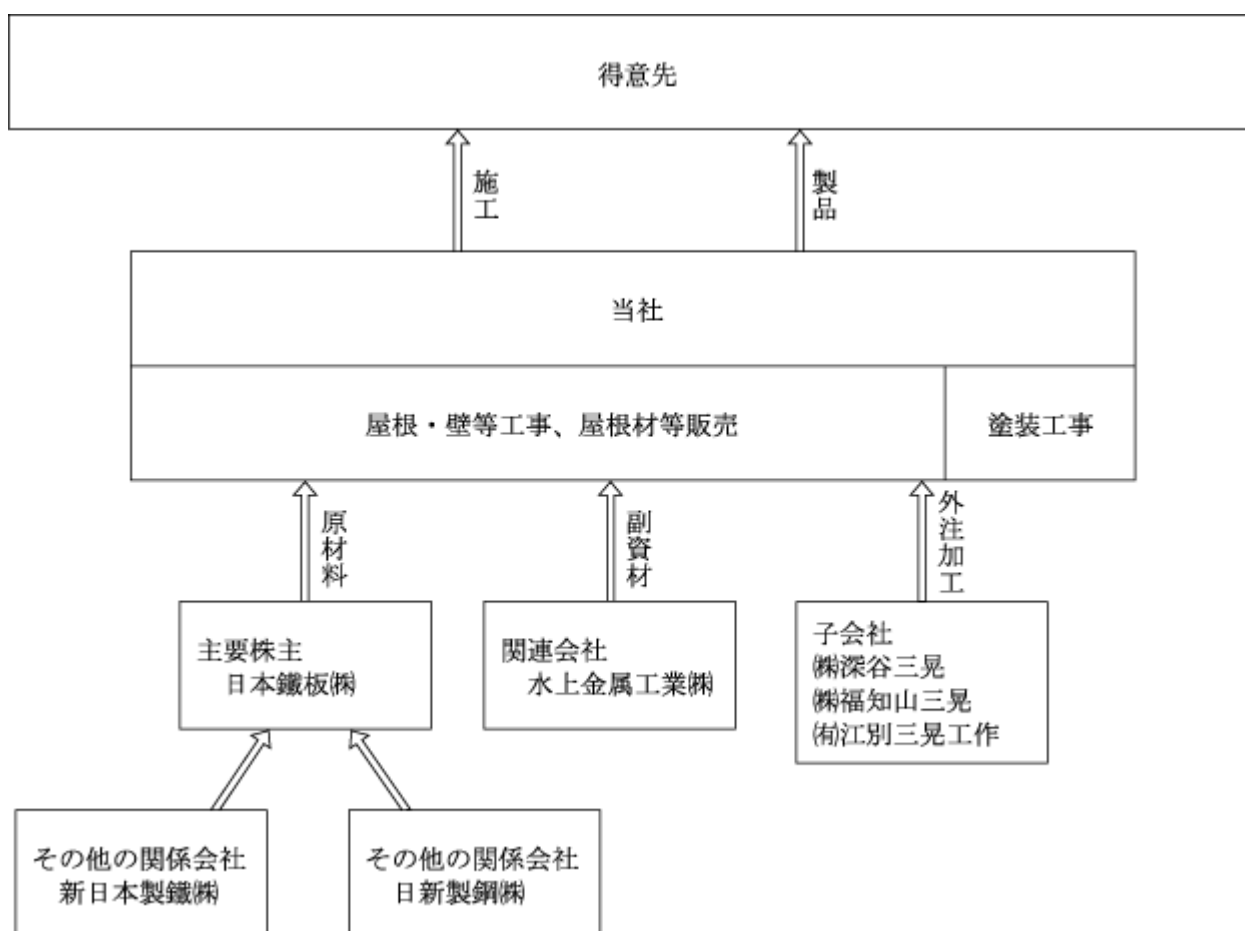 得意先
施工
製品
当社
屋根・壁等工事、屋根材等販売
塗装工事
原材料
副資材
外注加工
主要株主
日本鐵板㈱
関連会社
水上金属工業㈱
子会社
㈱深谷三晃
㈱福知山三晃
㈲江別三晃工作
その他の関係会社
新日本製鐵㈱
その他の関係会社
日新製鋼㈱